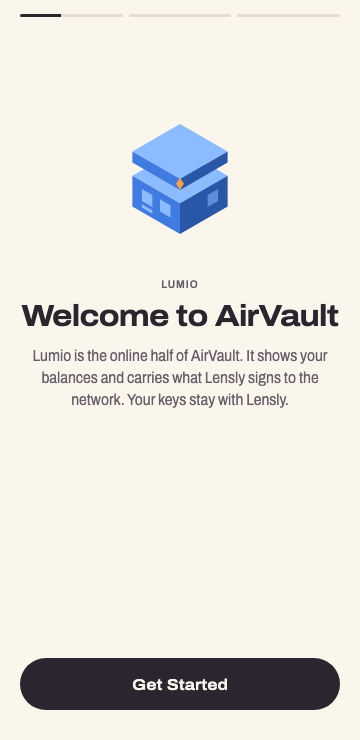 LUMIO
Welcome to AirVault
Lumio is the online half of AirVault. It shows your
balances and carries what Lensly signs to the
network. Your keys stay with Lensly.
Get Started